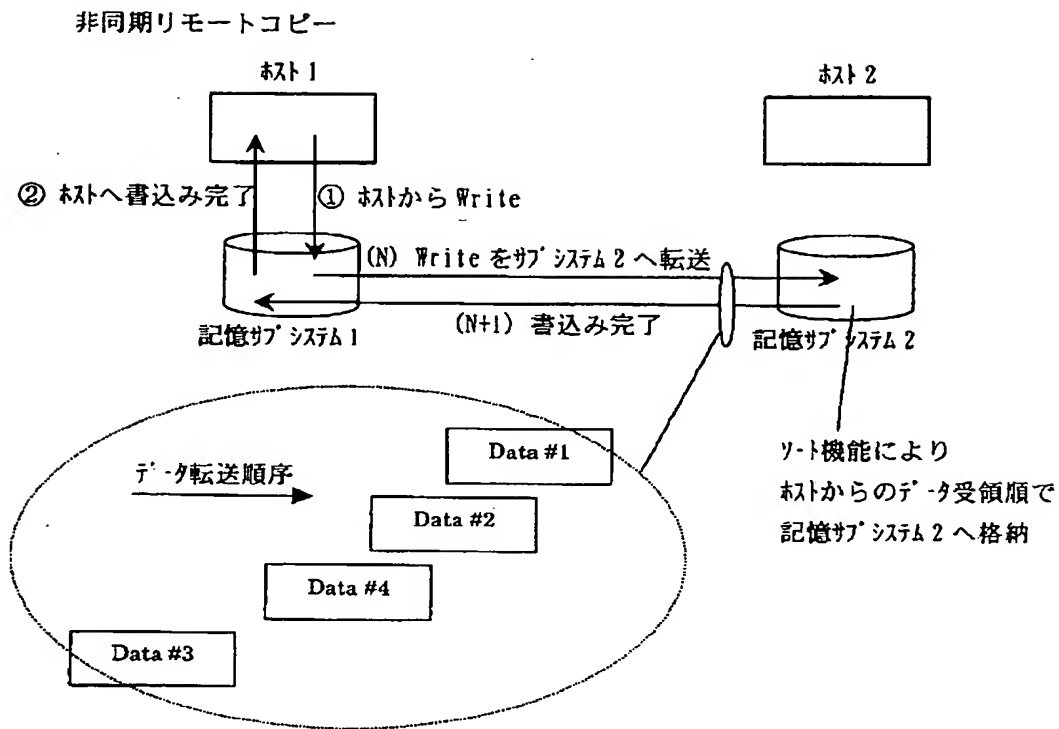 非同期リモートコピー
ﾎｽﾄ 1
ﾎｽﾄ 2
② ﾎｽﾄへ書込み完了
① ﾎｽﾄから Write
(N) Write をｻﾌﾞｼｽﾃﾑ 2 へ転送
(N+1) 書込み完了
記憶ｻﾌﾞｼｽﾃﾑ 1
記憶ｻﾌﾞｼｽﾃﾑ 2
Data #1
ﾃﾞｰﾀ転送順序
Data #2
Data #4
Data #3
ｿｰﾄ機能により
ﾎｽﾄからのﾃﾞｰﾀ受領順で
記憶ｻﾌﾞｼｽﾃﾑ 2 へ格納